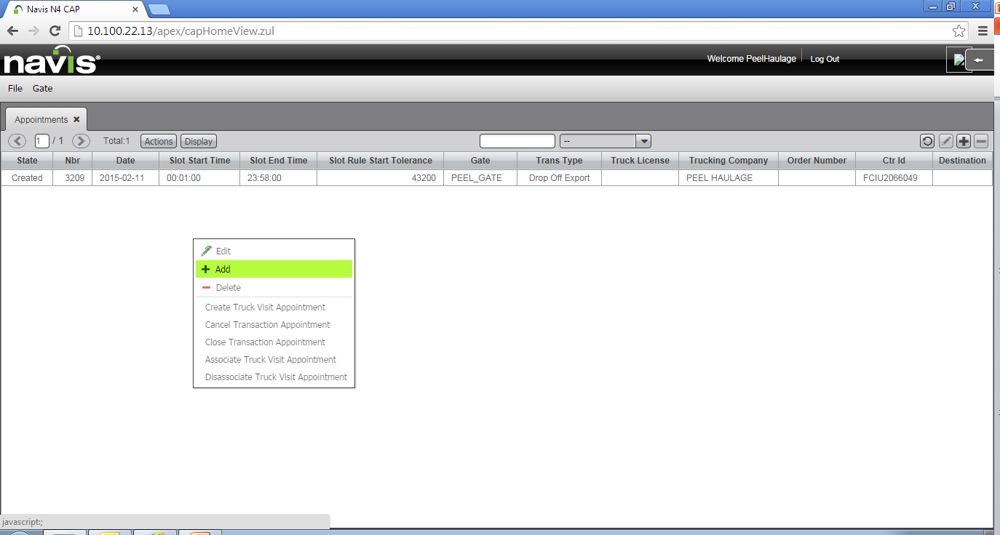 Navis N4 CAP
10.100.22.13/apex/capHomeView.zul
navis®
Welcome PeelHaulage Log Out
File Gate
Appointments
1 / 1 Total:1 Actions Display --
State Nbr Date Slot Start Time Slot End Time Slot Rule Start Tolerance Gate Trans Type Truck License Trucking Company Order Number Ctr Id Destination
Created 3209 2015-02-11 00:01:00 23:58:00 43200 PEEL_GATE Drop Off Export PEEL HAULAGE FCIU2066049
Edit
Add
Delete
Create Truck Visit Appointment
Cancel Transaction Appointment
Close Transaction Appointment
Associate Truck Visit Appointment
Disassociate Truck Visit Appointment
javascript:;